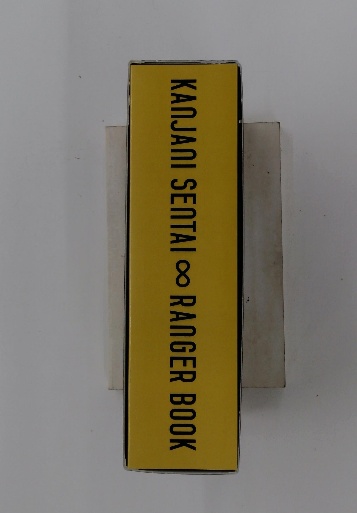 KANJANI SENTAI ∞ RANGER BOOK